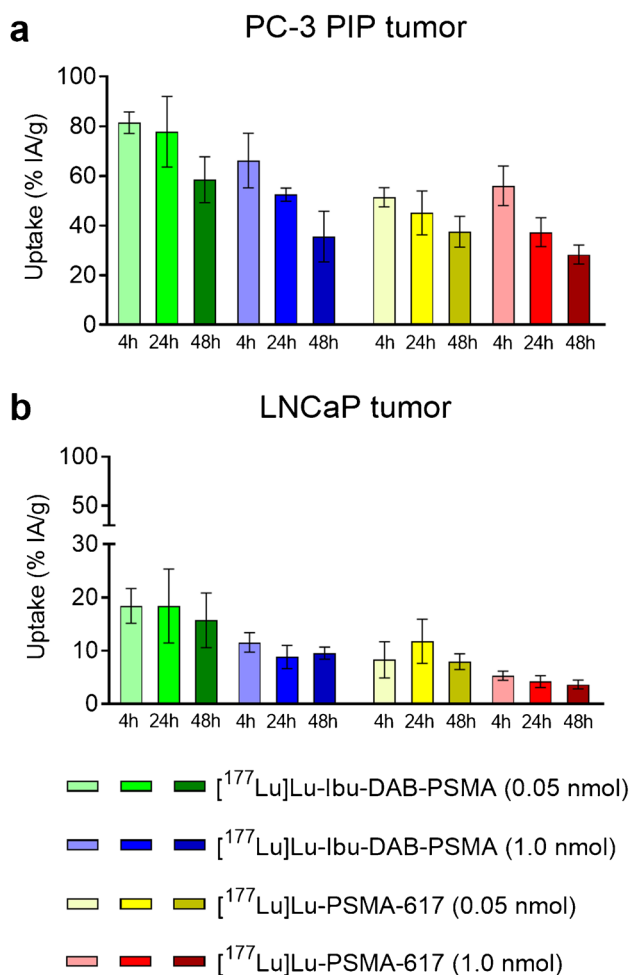 a
PC-3 PIP tumor
Uptake (% IA/g)
100
80
60
40
20
0
4h 24h 48h 4h 24h 48h 4h 24h 48h 4h 24h 48h
b
LNCaP tumor
Uptake (% IA/g)
100
50
30
20
10
0
4h 24h 48h 4h 24h 48h 4h 24h 48h 4h 24h 48h
[¹⁷⁷Lu]Lu-Ibu-DAB-PSMA (0.05 nmol)
[¹⁷⁷Lu]Lu-Ibu-DAB-PSMA (1.0 nmol)
[¹⁷⁷Lu]Lu-PSMA-617 (0.05 nmol)
[¹⁷⁷Lu]Lu-PSMA-617 (1.0 nmol)